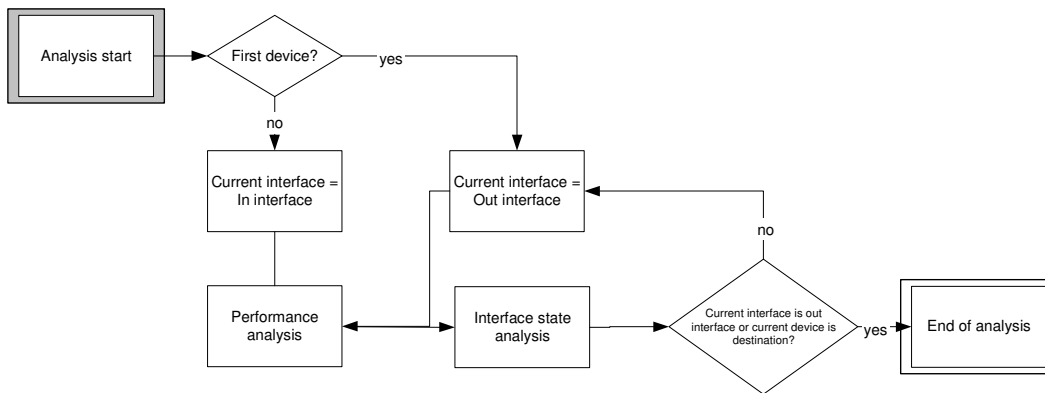 Analysis start
First device?
yes
no
Current interface =
In interface
Current interface =
Out interface
no
Performance
analysis
Interface state
analysis
Current interface is out
interface or current device is
destination?
yes
End of analysis